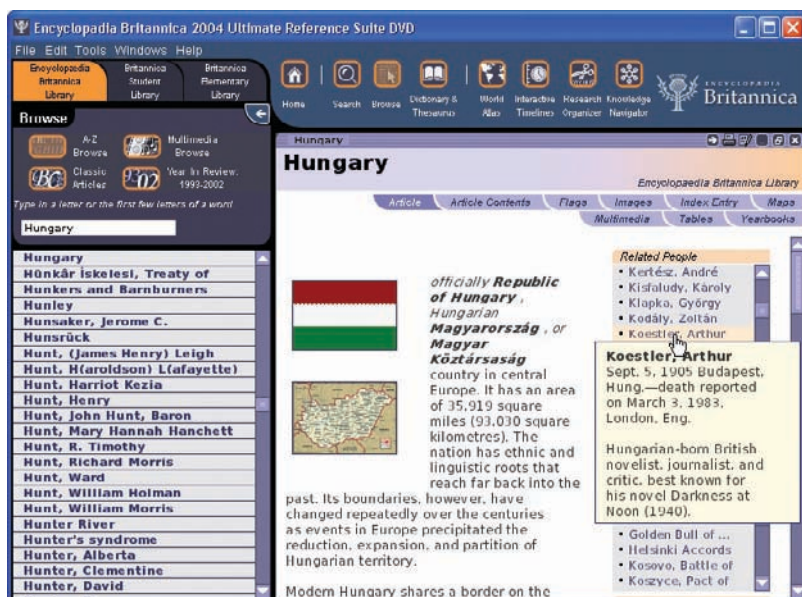 Encyclopædia Britannica 2004 Ultimate Reference Suite DVD
File Edit Tools Windows Help
Encyclopædia Britannica Library
Britannica Student Library
Britannica Elementary Library
Browse
A-Z Browse
Multimedia Browse
Classic Articles
Year In Review: 1993-2002
Type in a letter or the first few letters of a word
Hungary
Hungary
Hünkâr İskelesi, Treaty of
Hunkers and Barnburners
Hunley
Hunsaker, Jerome C.
Hunsrück
Hunt, (James Henry) Leigh
Hunt, H(aroldson) L(afayette)
Hunt, Harriot Kezia
Hunt, Henry
Hunt, John Hunt, Baron
Hunt, Mary Hannah Hanchett
Hunt, R. Timothy
Hunt, Richard Morris
Hunt, Ward
Hunt, William Holman
Hunt, William Morris
Hunter River
Hunter's syndrome
Hunter, Alberta
Hunter, Clementine
Hunter, David
Home
Search
Browse
Dictionary & Thesaurus
World Atlas
Interactive Timelines
Research Organizer
Knowledge Navigator
ENCYCLOPÆDIA
Britannica
Hungary
Hungary
Encyclopaedia Britannica Library
Article
Article Contents
Flags
Images
Index Entry
Maps
Multimedia
Tables
Yearbooks
officially Republic
of Hungary ,
Hungarian
Magyarország , or
Magyar
Köztársaság
country in central
Europe. It has an area
of 35,919 square
miles (93,030 square
kilometres). The
nation has ethnic and
linguistic roots that
reach far back into the
past. Its boundaries, however, have
changed repeatedly over the centuries
as events in Europe precipitated the
reduction, expansion, and partition of
Hungarian territory.
Modern Hungary shares a border on the
Related People
• Kertész, André
• Kisfaludy, Károly
• Klapka, György
• Kodály, Zoltán
• Koestler, Arthur
Koestler, Arthur
Sept. 5, 1905 Budapest,
Hung.—death reported
on March 3, 1983,
London, Eng.
Hungarian-born British
novelist, journalist, and
critic, best known for
his novel Darkness at
Noon (1940).
• Golden Bull of ...
• Helsinki Accords
• Kosovo, Battle of
• Koszyce, Pact of